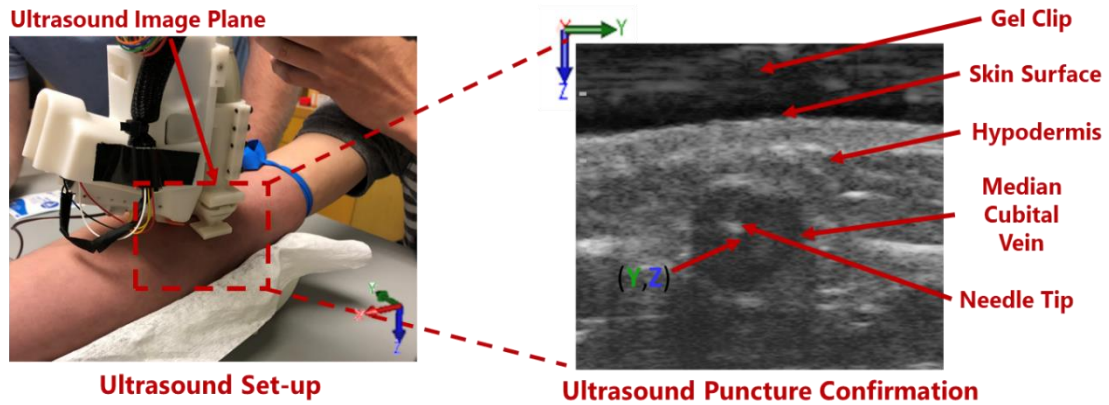 Ultrasound Image Plane
X Y
Z
Gel Clip
Skin Surface
Hypodermis
Median
Cubital
Vein
(Y,Z)
Needle Tip
Y
X
Z
Ultrasound Set-up
Ultrasound Puncture Confirmation